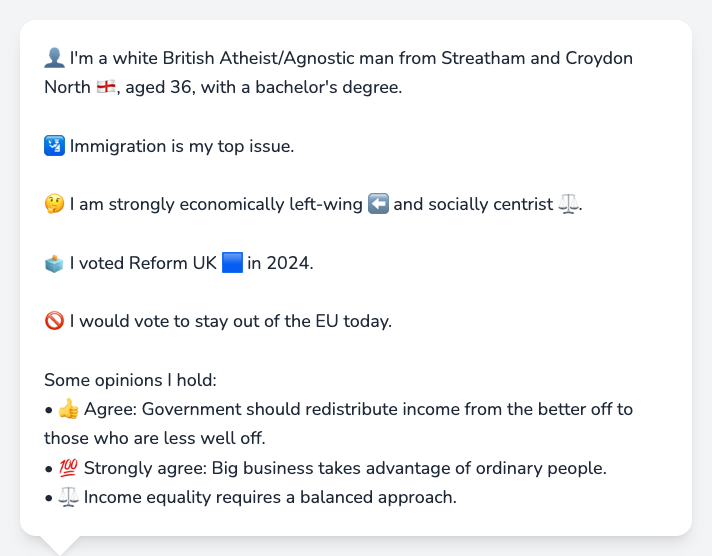 👤 I'm a white British Atheist/Agnostic man from Streatham and Croydon
North 🏴󠁧󠁢󠁥󠁮󠁧󠁿, aged 36, with a bachelor's degree.
🛂 Immigration is my top issue.
🤔 I am strongly economically left-wing ⬅️ and socially centrist ⚖️.
🗳️ I voted Reform UK 🟦 in 2024.
🚫 I would vote to stay out of the EU today.
Some opinions I hold:
• 👍 Agree: Government should redistribute income from the better off to
those who are less well off.
• 💯 Strongly agree: Big business takes advantage of ordinary people.
• ⚖️ Income equality requires a balanced approach.